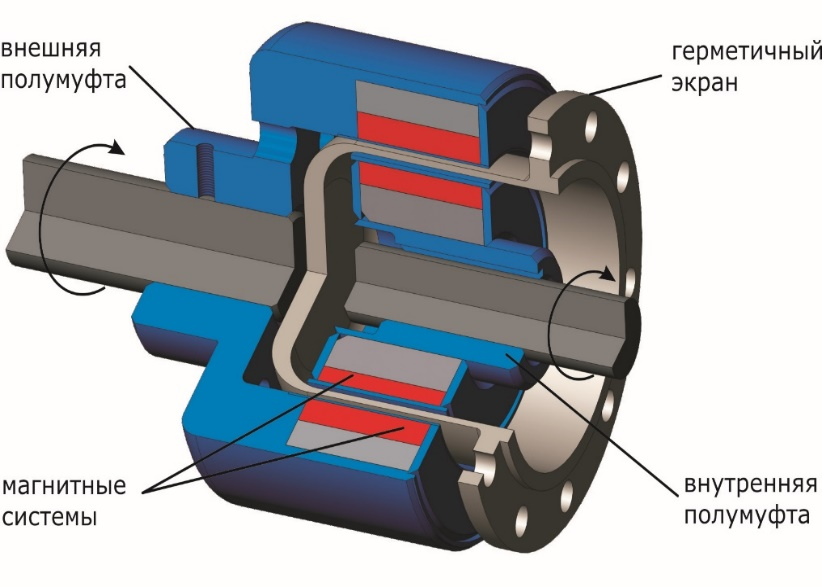 внешняя
полумуфта
герметичный
экран
магнитные
системы
внутренняя
полумуфта